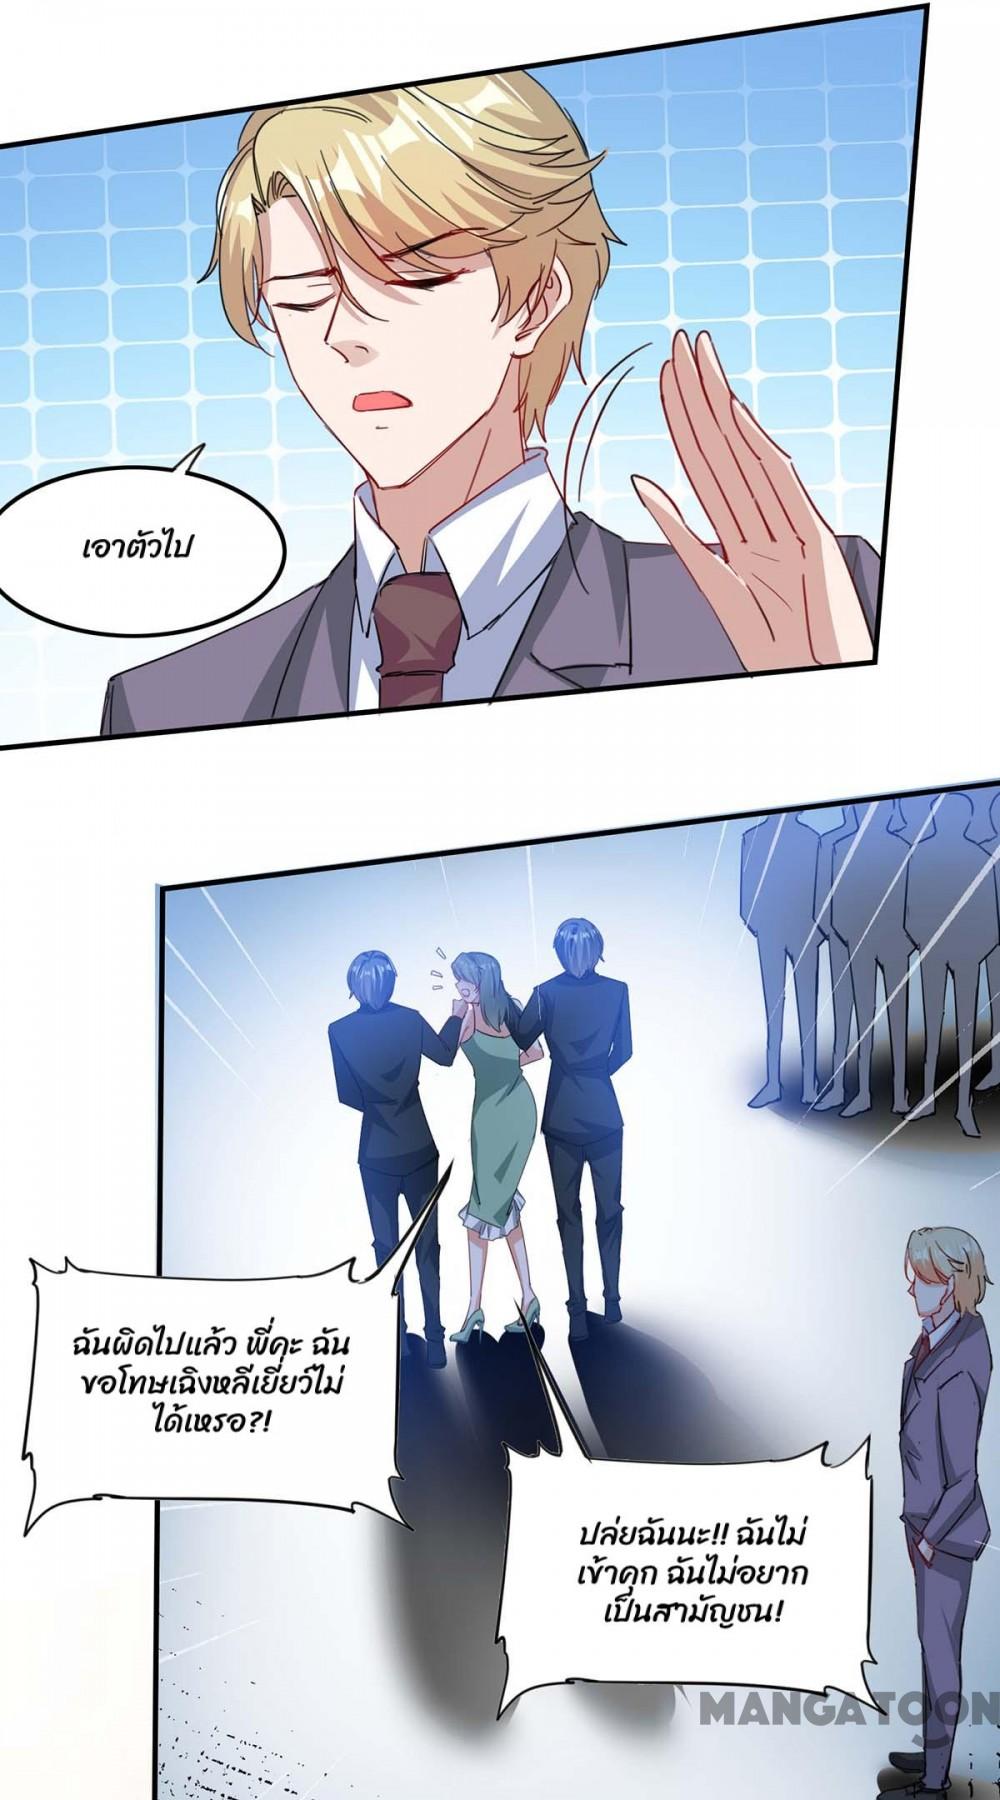 เอาตัวไป
ฉันผิดไปแล้ว พี่คะ ฉัน
ขอโทษเฉิงหลีเยี่ยว์ไม่
ได้เหรอ?!
ปล่อยฉันนะ!! ฉันไม่
เข้าคุก ฉันไม่อยาก
เป็นสามัญชน!
MANGATOON